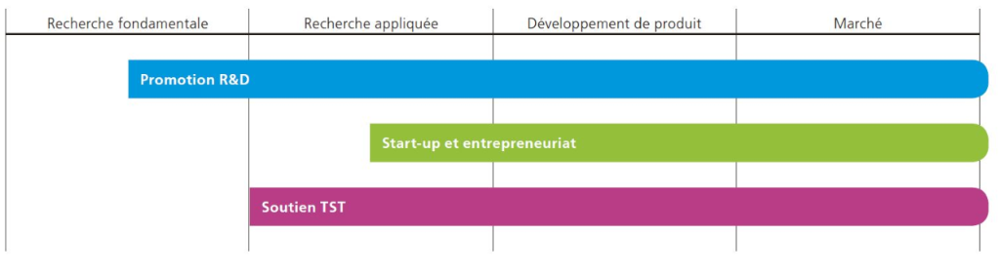 Recherche fondamentale
Recherche appliquée
Développement de produit
Marché
Promotion R&D
Start-up et entrepreneuriat
Soutien TST